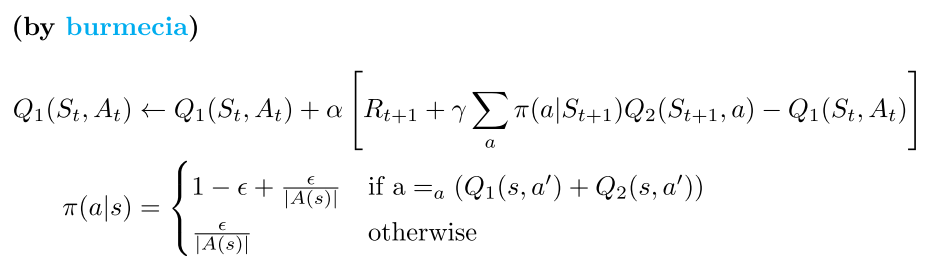 (by burmecia)
Q₁(Sₜ, Aₜ) ← Q₁(Sₜ, Aₜ) + α [Rₜ₊₁ + γ ∑ₐ π(a|Sₜ₊₁)Q₂(Sₜ₊₁, a) − Q₁(Sₜ, Aₜ)]
π(a|s) = { 1 − ϵ + ϵ/|A(s)| if a =ₐ (Q₁(s, a′) + Q₂(s, a′))
ϵ/|A(s)| otherwise